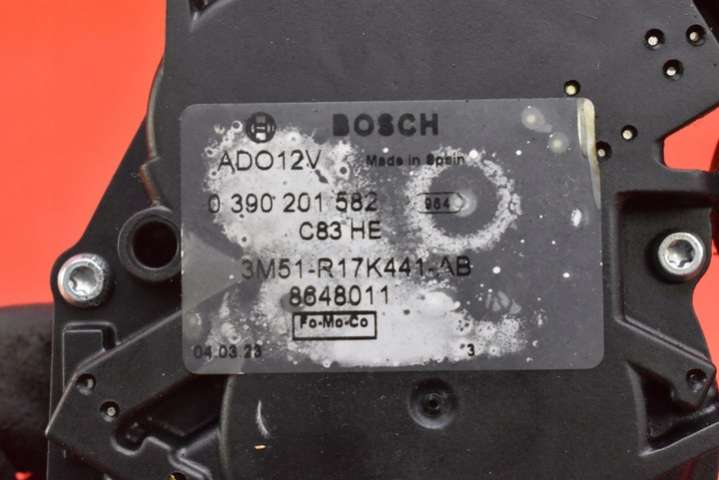 BOSCH
ADO12V Made in Spain
0 390 201 582 964
C83 HE
3M51-R17K441-AB
8648011
Fo-Mo-Co
04.03.23 3